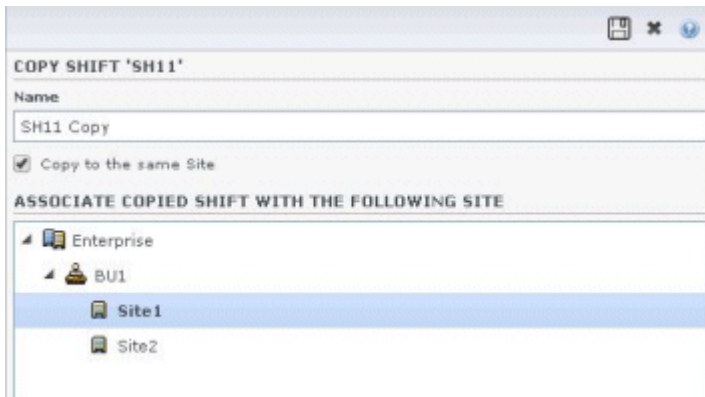 COPY SHIFT 'SH11'
Name
SH11 Copy
Copy to the same Site
ASSOCIATE COPIED SHIFT WITH THE FOLLOWING SITE
Enterprise
BU1
Site1
Site2